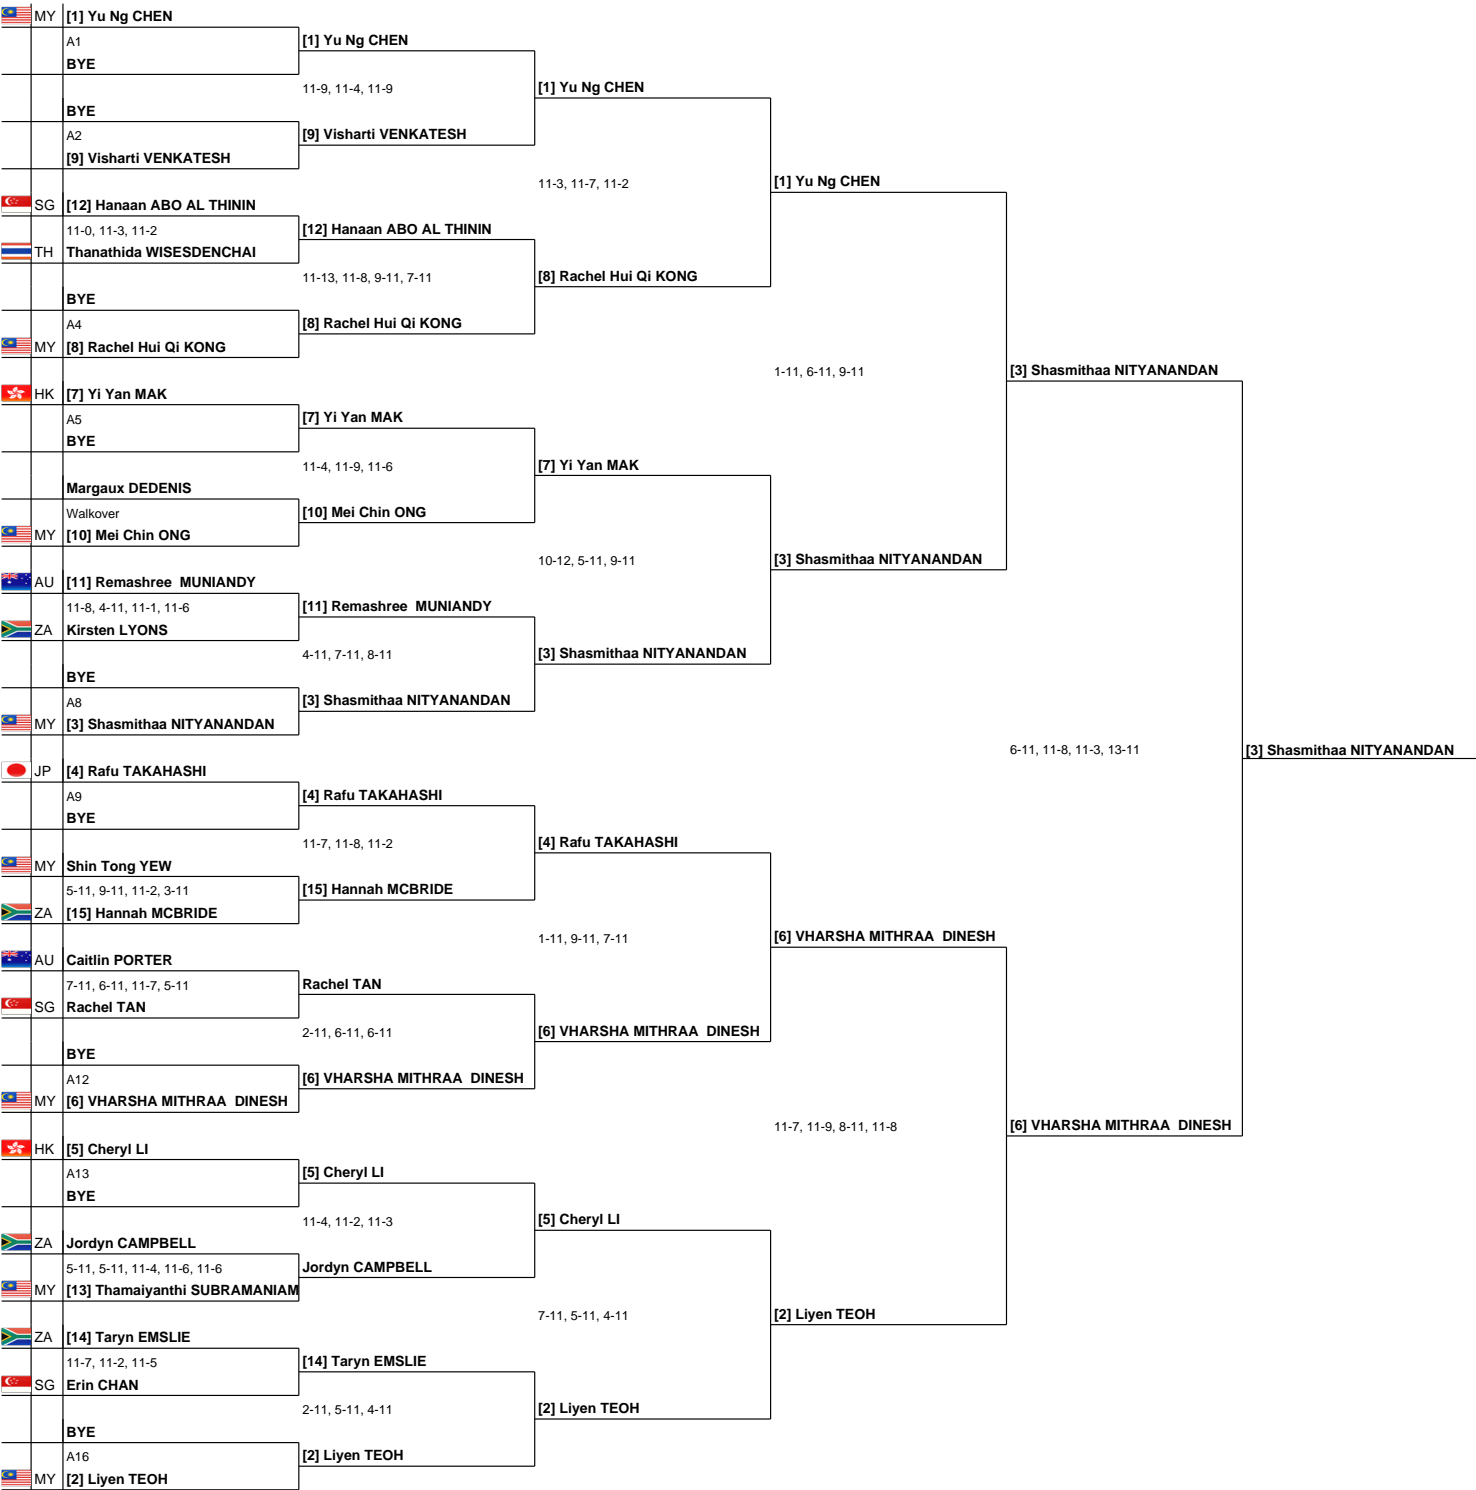 MY [1] Yu Ng CHEN
A1
BYE
BYE
A2
[9] Visharti VENKATESH
SG [12] Hanaan ABO AL THININ
11-0, 11-3, 11-2
TH Thanathida WISESDENCHAI
BYE
A4
MY [8] Rachel Hui Qi KONG
HK [7] Yi Yan MAK
A5
BYE
Margaux DEDENIS
Walkover
MY [10] Mei Chin ONG
AU [11] Remashree  MUNIANDY
11-8, 4-11, 11-1, 11-6
ZA Kirsten LYONS
BYE
A8
MY [3] Shasmithaa NITYANANDAN
JP [4] Rafu TAKAHASHI
A9
BYE
MY Shin Tong YEW
5-11, 9-11, 11-2, 3-11
ZA [15] Hannah MCBRIDE
AU Caitlin PORTER
7-11, 6-11, 11-7, 5-11
SG Rachel TAN
BYE
A12
MY [6] VHARSHA MITHRAA  DINESH
HK [5] Cheryl LI
A13
BYE
ZA Jordyn CAMPBELL
5-11, 5-11, 11-4, 11-6, 11-6
MY [13] Thamaiyanthi SUBRAMANIAM
ZA [14] Taryn EMSLIE
11-7, 11-2, 11-5
SG Erin CHAN
BYE
A16
MY [2] Liyen TEOH
[1] Yu Ng CHEN
11-9, 11-4, 11-9
[9] Visharti VENKATESH
[12] Hanaan ABO AL THININ
11-13, 11-8, 9-11, 7-11
[8] Rachel Hui Qi KONG
[7] Yi Yan MAK
11-4, 11-9, 11-6
[10] Mei Chin ONG
[11] Remashree  MUNIANDY
4-11, 7-11, 8-11
[3] Shasmithaa NITYANANDAN
[4] Rafu TAKAHASHI
11-7, 11-8, 11-2
[15] Hannah MCBRIDE
Rachel TAN
2-11, 6-11, 6-11
[6] VHARSHA MITHRAA  DINESH
[5] Cheryl LI
11-4, 11-2, 11-3
Jordyn CAMPBELL
[14] Taryn EMSLIE
2-11, 5-11, 4-11
[2] Liyen TEOH
[1] Yu Ng CHEN
11-3, 11-7, 11-2
[8] Rachel Hui Qi KONG
[7] Yi Yan MAK
10-12, 5-11, 9-11
[3] Shasmithaa NITYANANDAN
[4] Rafu TAKAHASHI
1-11, 9-11, 7-11
[6] VHARSHA MITHRAA  DINESH
[5] Cheryl LI
7-11, 5-11, 4-11
[2] Liyen TEOH
[1] Yu Ng CHEN
1-11, 6-11, 9-11
[3] Shasmithaa NITYANANDAN
[6] VHARSHA MITHRAA  DINESH
11-7, 11-9, 8-11, 11-8
[2] Liyen TEOH
[3] Shasmithaa NITYANANDAN
6-11, 11-8, 11-3, 13-11
[6] VHARSHA MITHRAA  DINESH
[3] Shasmithaa NITYANANDAN